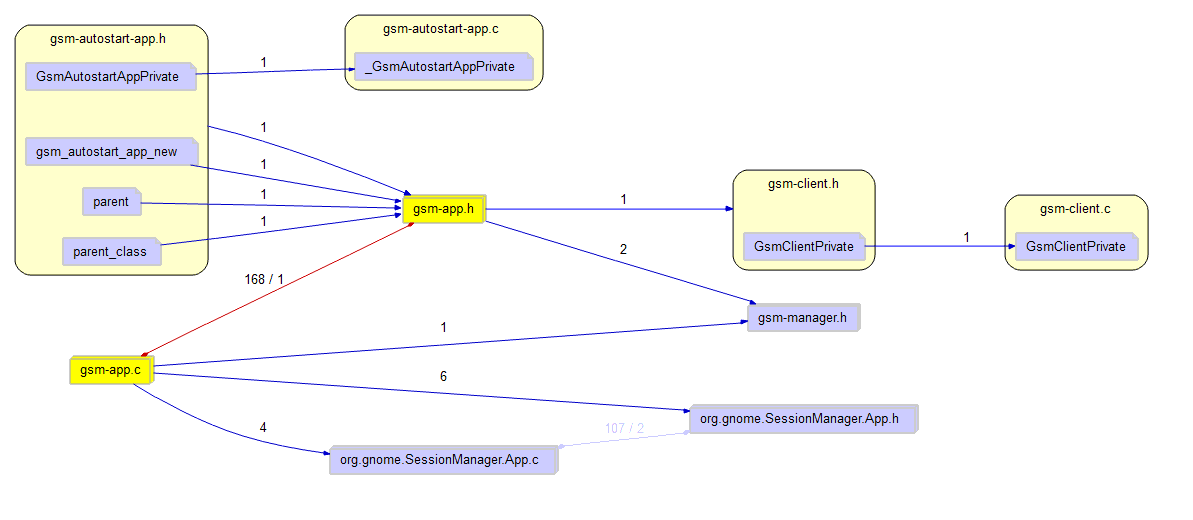 gsm-autostart-app.h
GsmAutostartAppPrivate
gsm_autostart_app_new
parent
parent_class
gsm-autostart-app.c
_GsmAutostartAppPrivate
1
1
1
1
1
gsm-app.h
168 / 1
gsm-app.c
1
2
gsm-client.h
GsmClientPrivate
1
gsm-client.c
GsmClientPrivate
gsm-manager.h
1
6
4
org.gnome.SessionManager.App.h
107 / 2
org.gnome.SessionManager.App.c